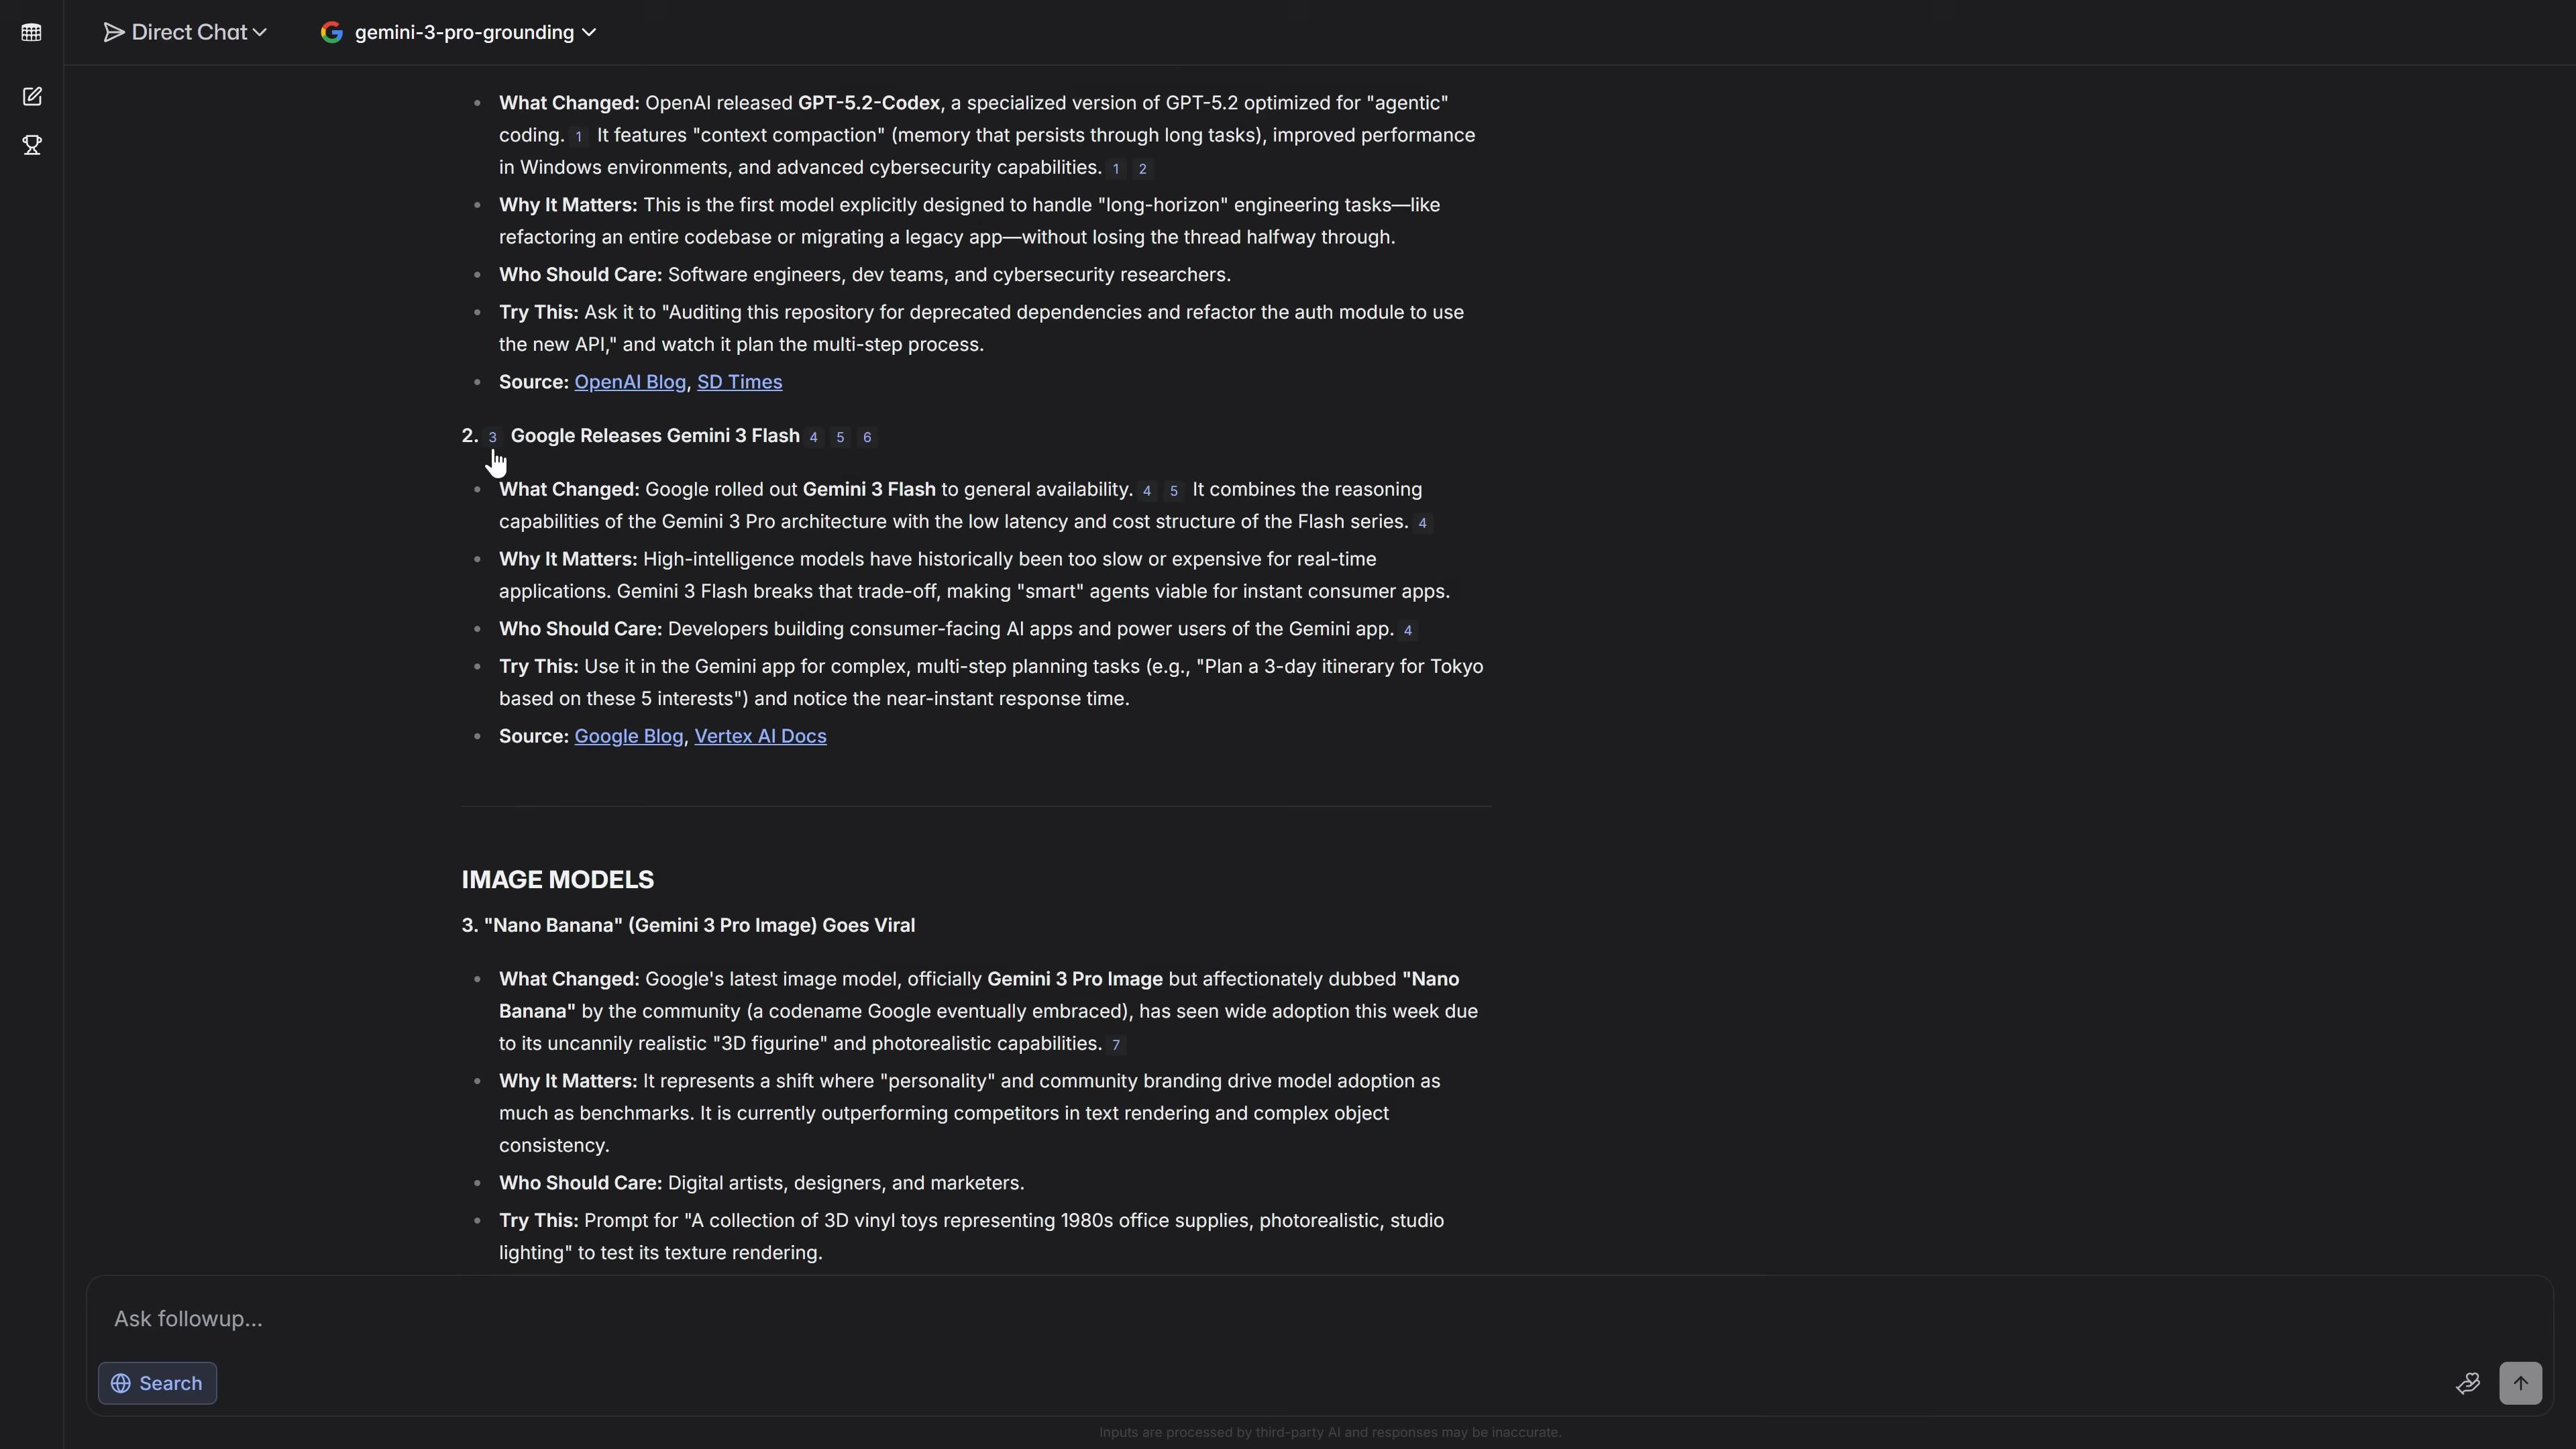 Direct Chat
gemini-3-pro-grounding
• What Changed: OpenAI released GPT-5.2-Codex, a specialized version of GPT-5.2 optimized for "agentic"
coding. 1 It features "context compaction" (memory that persists through long tasks), improved performance
in Windows environments, and advanced cybersecurity capabilities. 1 2
• Why It Matters: This is the first model explicitly designed to handle "long-horizon" engineering tasks—like
refactoring an entire codebase or migrating a legacy app—without losing the thread halfway through.
• Who Should Care: Software engineers, dev teams, and cybersecurity researchers.
• Try This: Ask it to "Auditing this repository for deprecated dependencies and refactor the auth module to use
the new API," and watch it plan the multi-step process.
• Source: OpenAI Blog, SD Times
2. 3 Google Releases Gemini 3 Flash 4 5 6
• What Changed: Google rolled out Gemini 3 Flash to general availability. 4 5 It combines the reasoning
capabilities of the Gemini 3 Pro architecture with the low latency and cost structure of the Flash series. 4
• Why It Matters: High-intelligence models have historically been too slow or expensive for real-time
applications. Gemini 3 Flash breaks that trade-off, making "smart" agents viable for instant consumer apps.
• Who Should Care: Developers building consumer-facing AI apps and power users of the Gemini app. 4
• Try This: Use it in the Gemini app for complex, multi-step planning tasks (e.g., "Plan a 3-day itinerary for Tokyo
based on these 5 interests") and notice the near-instant response time.
• Source: Google Blog, Vertex AI Docs
IMAGE MODELS
3. "Nano Banana" (Gemini 3 Pro Image) Goes Viral
• What Changed: Google's latest image model, officially Gemini 3 Pro Image but affectionately dubbed "Nano
Banana" by the community (a codename Google eventually embraced), has seen wide adoption this week due
to its uncannily realistic "3D figurine" and photorealistic capabilities. 7
• Why It Matters: It represents a shift where "personality" and community branding drive model adoption as
much as benchmarks. It is currently outperforming competitors in text rendering and complex object
consistency.
• Who Should Care: Digital artists, designers, and marketers.
• Try This: Prompt for "A collection of 3D vinyl toys representing 1980s office supplies, photorealistic, studio
lighting" to test its texture rendering.
Ask followup...
Search
Inputs are processed by third-party AI and responses may be inaccurate.